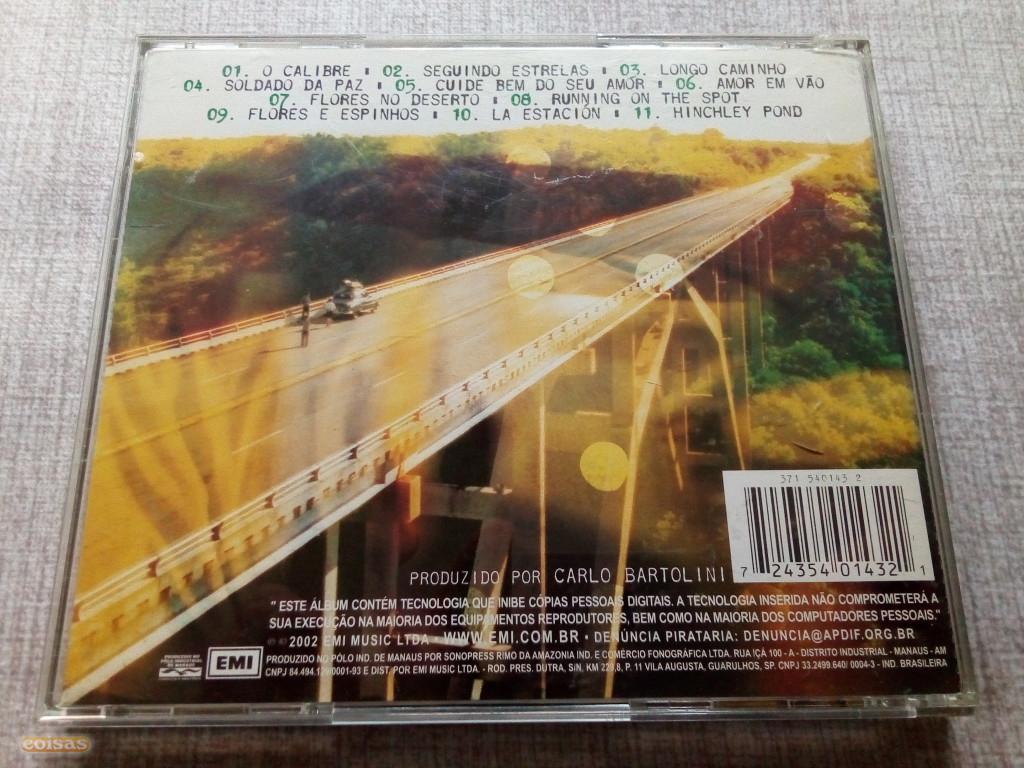 01. O CALIBRE ▪ 02. SEGUINDO ESTRELAS ▪ 03. LONGO CAMINHO
04. SOLDADO DA PAZ ▪ 05. CUIDE BEM DO SEU AMOR ▪ 06. AMOR EM VÃO
07. FLORES NO DESERTO ▪ 08. RUNNING ON THE SPOT
09. FLORES E ESPINHOS ▪ 10. LA ESTACIÓN ▪ 11. HINCHLEY POND
371 540143 2
7 24354 01432 1
PRODUZIDO POR CARLO BARTOLINI
"ESTE ÁLBUM CONTÉM TECNOLOGIA QUE INIBE CÓPIAS PESSOAIS DIGITAIS. A TECNOLOGIA INSERIDA NÃO COMPROMETERÁ A
SUA EXECUÇÃO NA MAIORIA DOS EQUIPAMENTOS REPRODUTORES, BEM COMO NA MAIORIA DOS COMPUTADORES PESSOAIS."
2002 EMI MUSIC LTDA • WWW.EMI.COM.BR • DENÚNCIA PIRATARIA: DENUNCIA@APDIF.ORG.BR
EMI
PRODUZIDO NO PÓLO IND. DE MANAUS POR SONOPRESS RIMO DA AMAZONIA IND. E COMÉRCIO FONOGRÁFICA LTDA. RUA IÇÁ 100 - A - DISTRITO INDUSTRIAL - MANAUS - AM
E DIST. POR EMI MUSIC LTDA. - ROD. PRES. DUTRA, S/N, KM 229,8, P. 11 VILA AUGUSTA, GUARULHOS, SP. CNPJ 33.2499.640/ 0004-3 - IND. BRASILEIRA
coisas